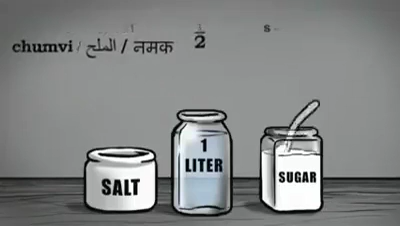 chumvi / الملح / नमक
1/2
s
SALT
1
LITER
SUGAR